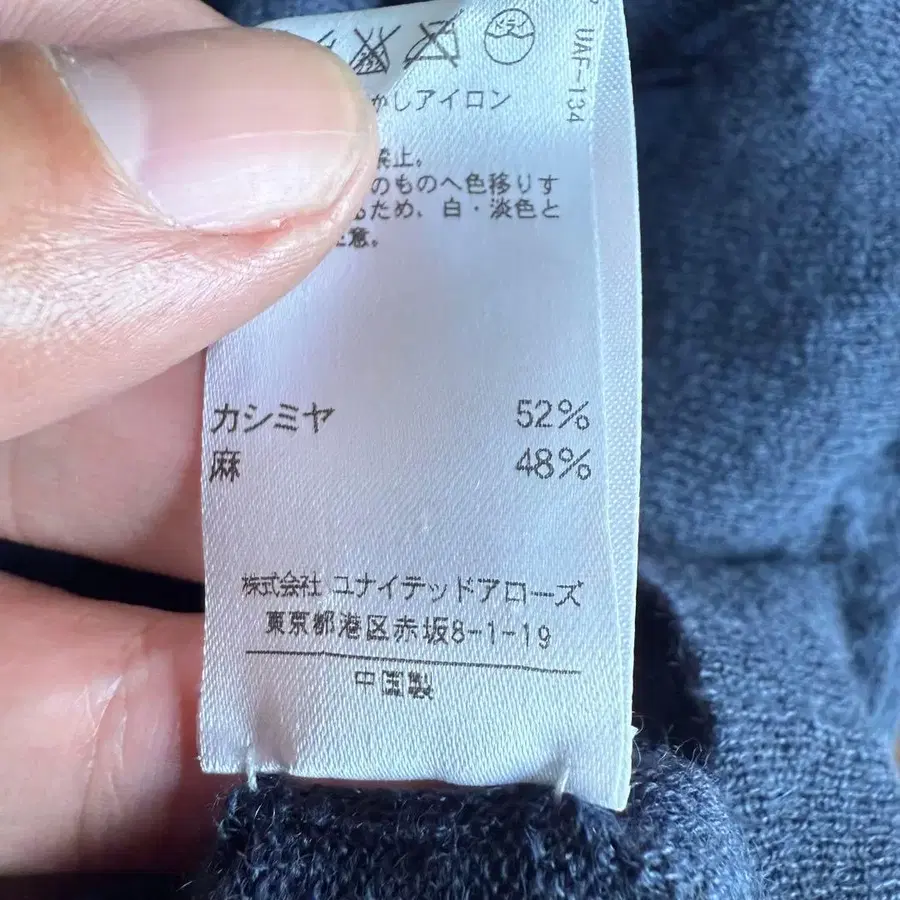 ドライ
UAF-134
かしアイロン
禁止。
のものへ色移りす
るため、白・淡色と
注意。
カシミヤ 52%
麻 48%
株式会社 ユナイテッドアローズ
東京都港区赤坂8-1-19
中国製